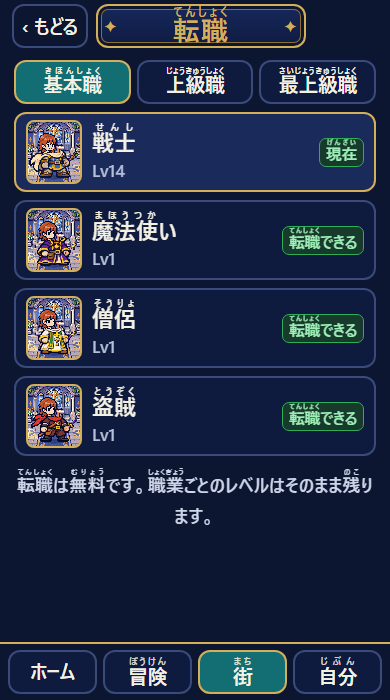 ‹ もどる
てんしょく
転職
きほんしょく
基本職
じょうきゅうしょく
上級職
さいじょうきゅうしょく
最上級職
せんし
戦士
Lv14
げんざい
現在
まほうつか
魔法使い
Lv1
てんしょく
転職できる
そうりょ
僧侶
Lv1
てんしょく
転職できる
とうぞく
盗賊
Lv1
てんしょく
転職できる
てんしょく むりょう しょくぎょう のこ
転職は無料です。職業ごとのレベルはそのまま残り
ます。
ホーム
ぼうけん
冒険
まち
街
じぶん
自分